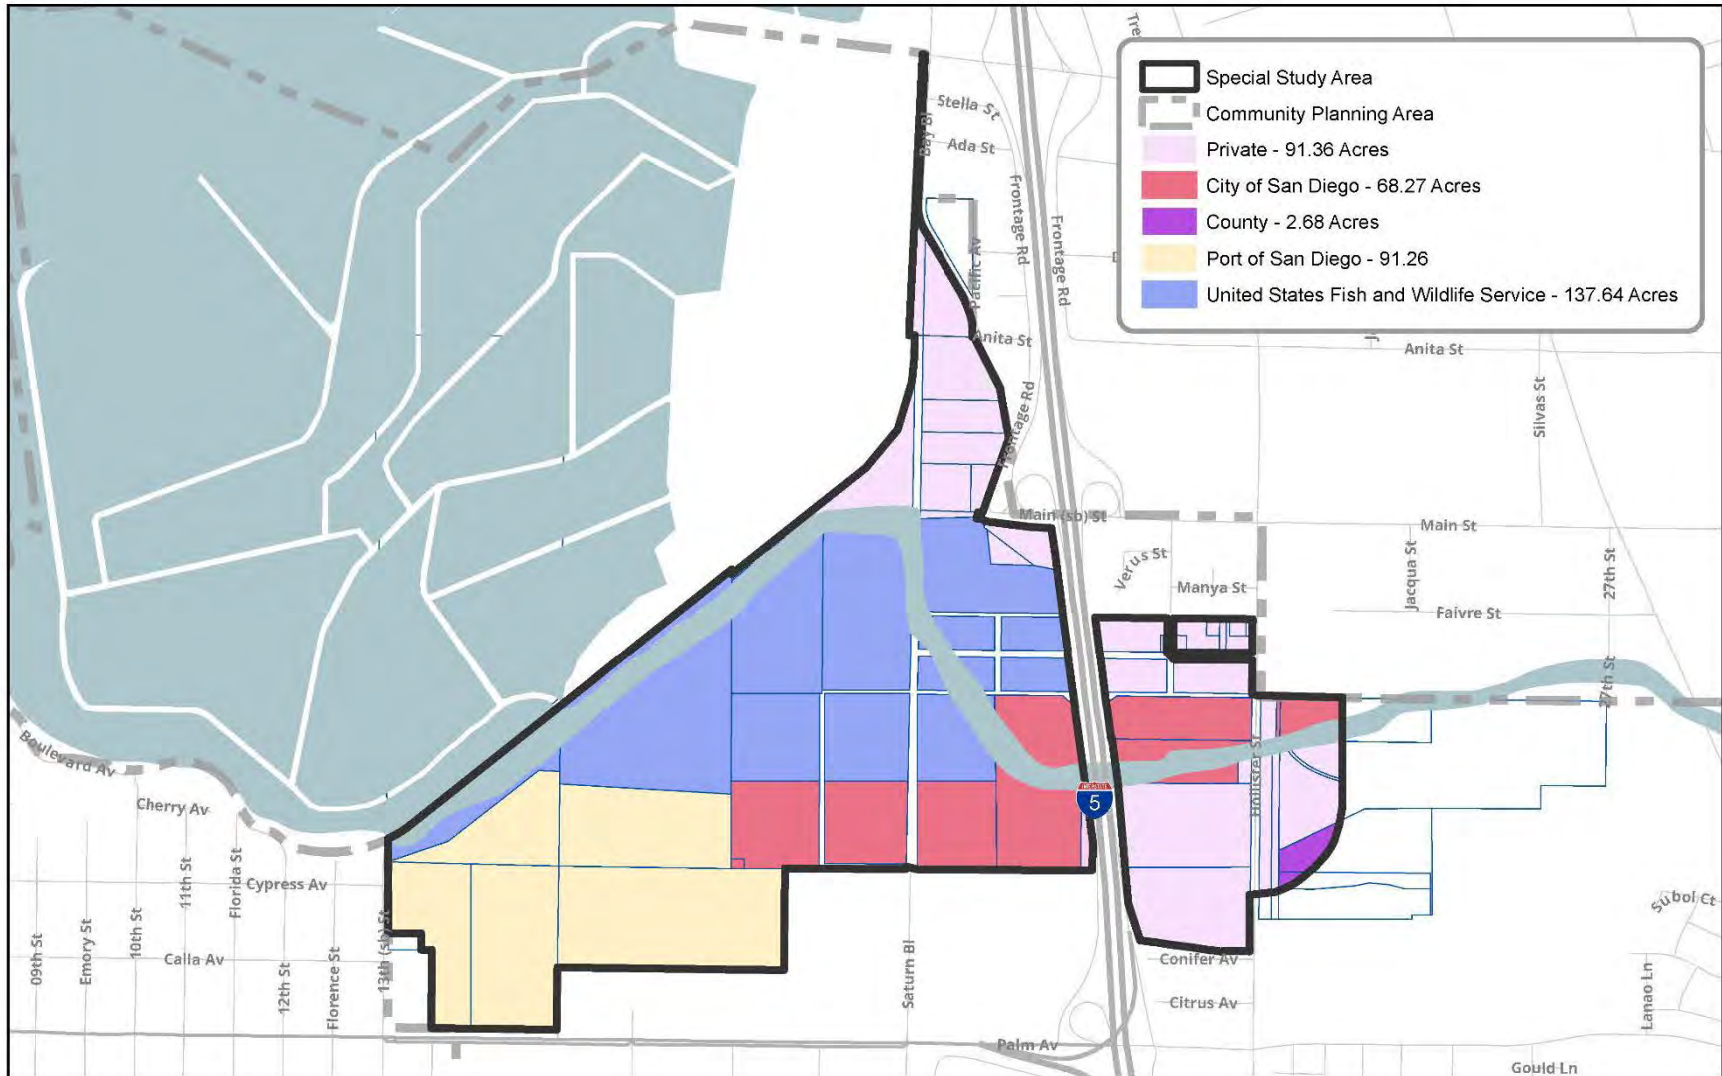 Special Study Area
Community Planning Area
Private - 91.36 Acres
City of San Diego - 68.27 Acres
County - 2.68 Acres
Port of San Diego - 91.26
United States Fish and Wildlife Service - 137.64 Acres
Stella St
Bay Bl
Ada St
Frontage Rd
Frontage Rd
Pacific Av
Anita St
Anita St
Silvas St
Frontage Rd
Main (sb) St
Main St
Verus St
Manya St
Jacqua St
27th St
Faivre St
27th St
Boulevard Av
Hollister St
5
Cherry Av
11th St
Florida St
Cypress Av
Subol Ct
09th St
Emory St
10th St
Calla Av
12th St
Florence St
13th (sb) St
Saturn Bl
Conifer Av
Citrus Av
Lanao Ln
Palm Av
Gould Ln